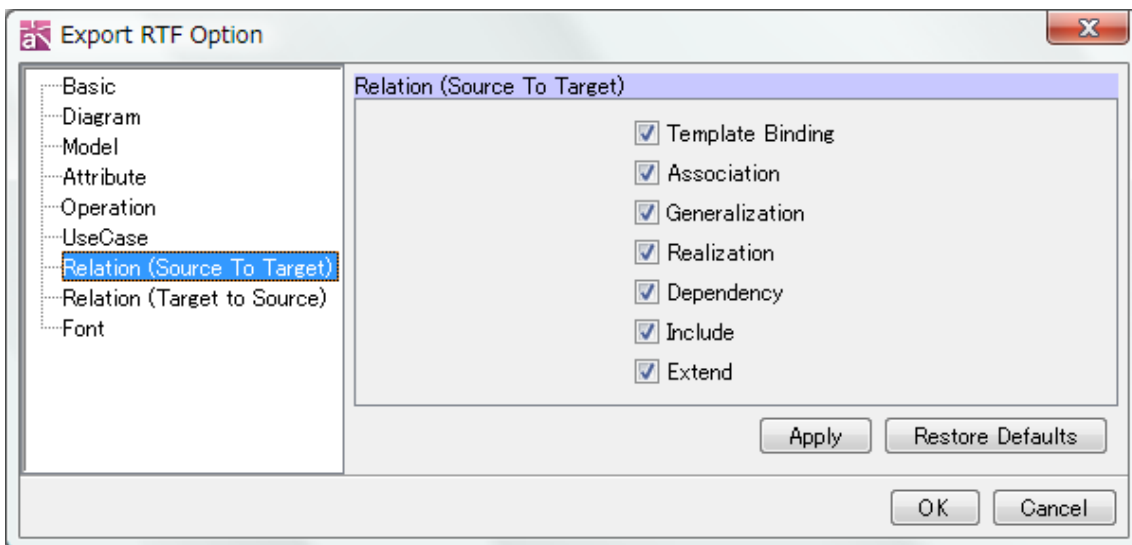 Export RTF Option
Basic
Diagram
Model
Attribute
Operation
UseCase
Relation (Source To Target)
Relation (Target to Source)
Font
Relation (Source To Target)
Template Binding
Association
Generalization
Realization
Dependency
Include
Extend
Apply
Restore Defaults
OK
Cancel